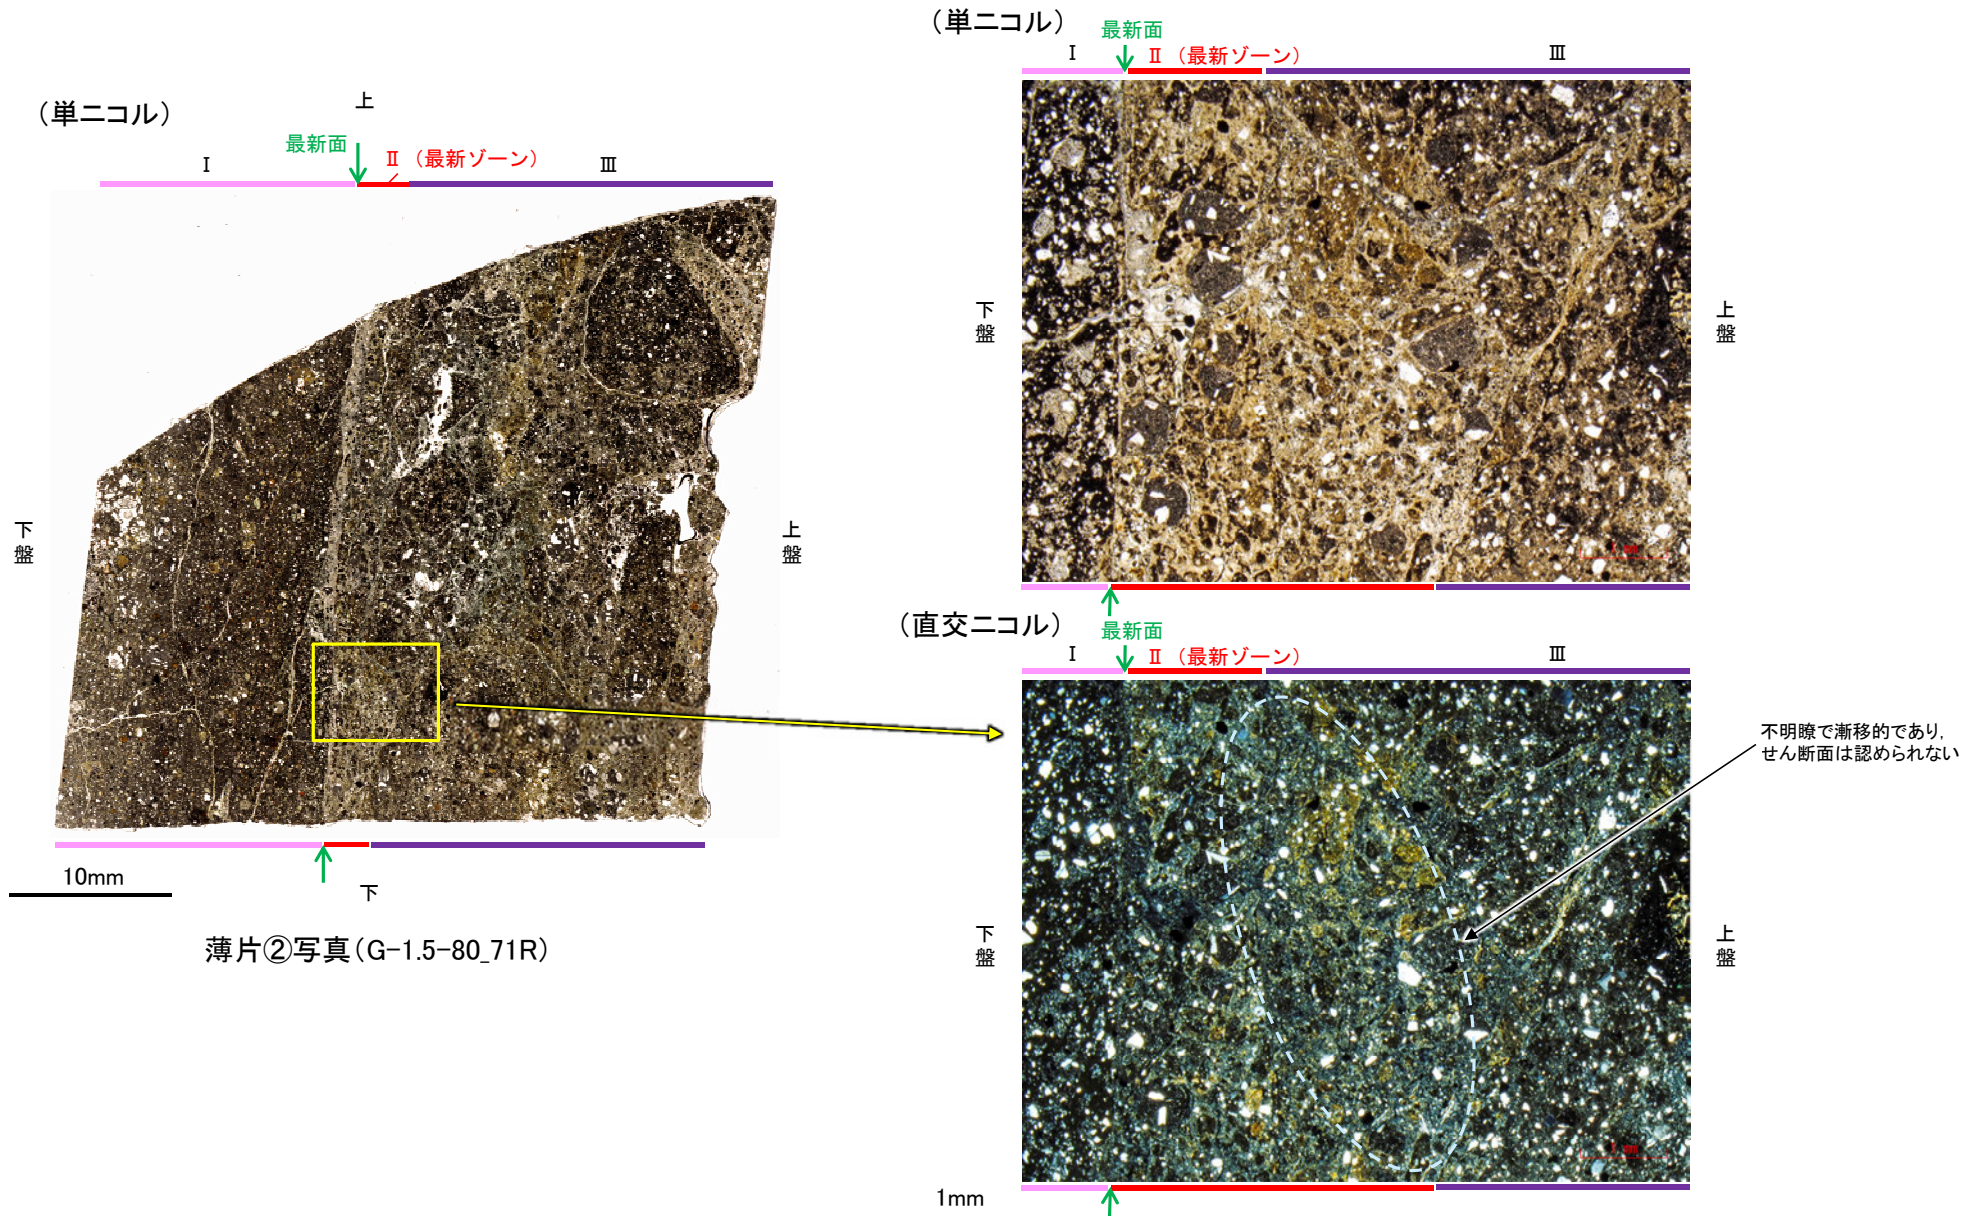 (単ニコル)
上
最新面
Ⅰ
Ⅱ (最新ゾーン)
Ⅲ
下盤
上盤
10mm
下
薄片②写真(G-1.5-80_71R)
(単ニコル)
最新面
Ⅰ
Ⅱ (最新ゾーン)
Ⅲ
下盤
上盤
1 mm
(直交ニコル)
最新面
Ⅰ
Ⅱ (最新ゾーン)
Ⅲ
不明瞭で漸移的であり,
せん断面は認められない
下盤
上盤
1 mm
1mm